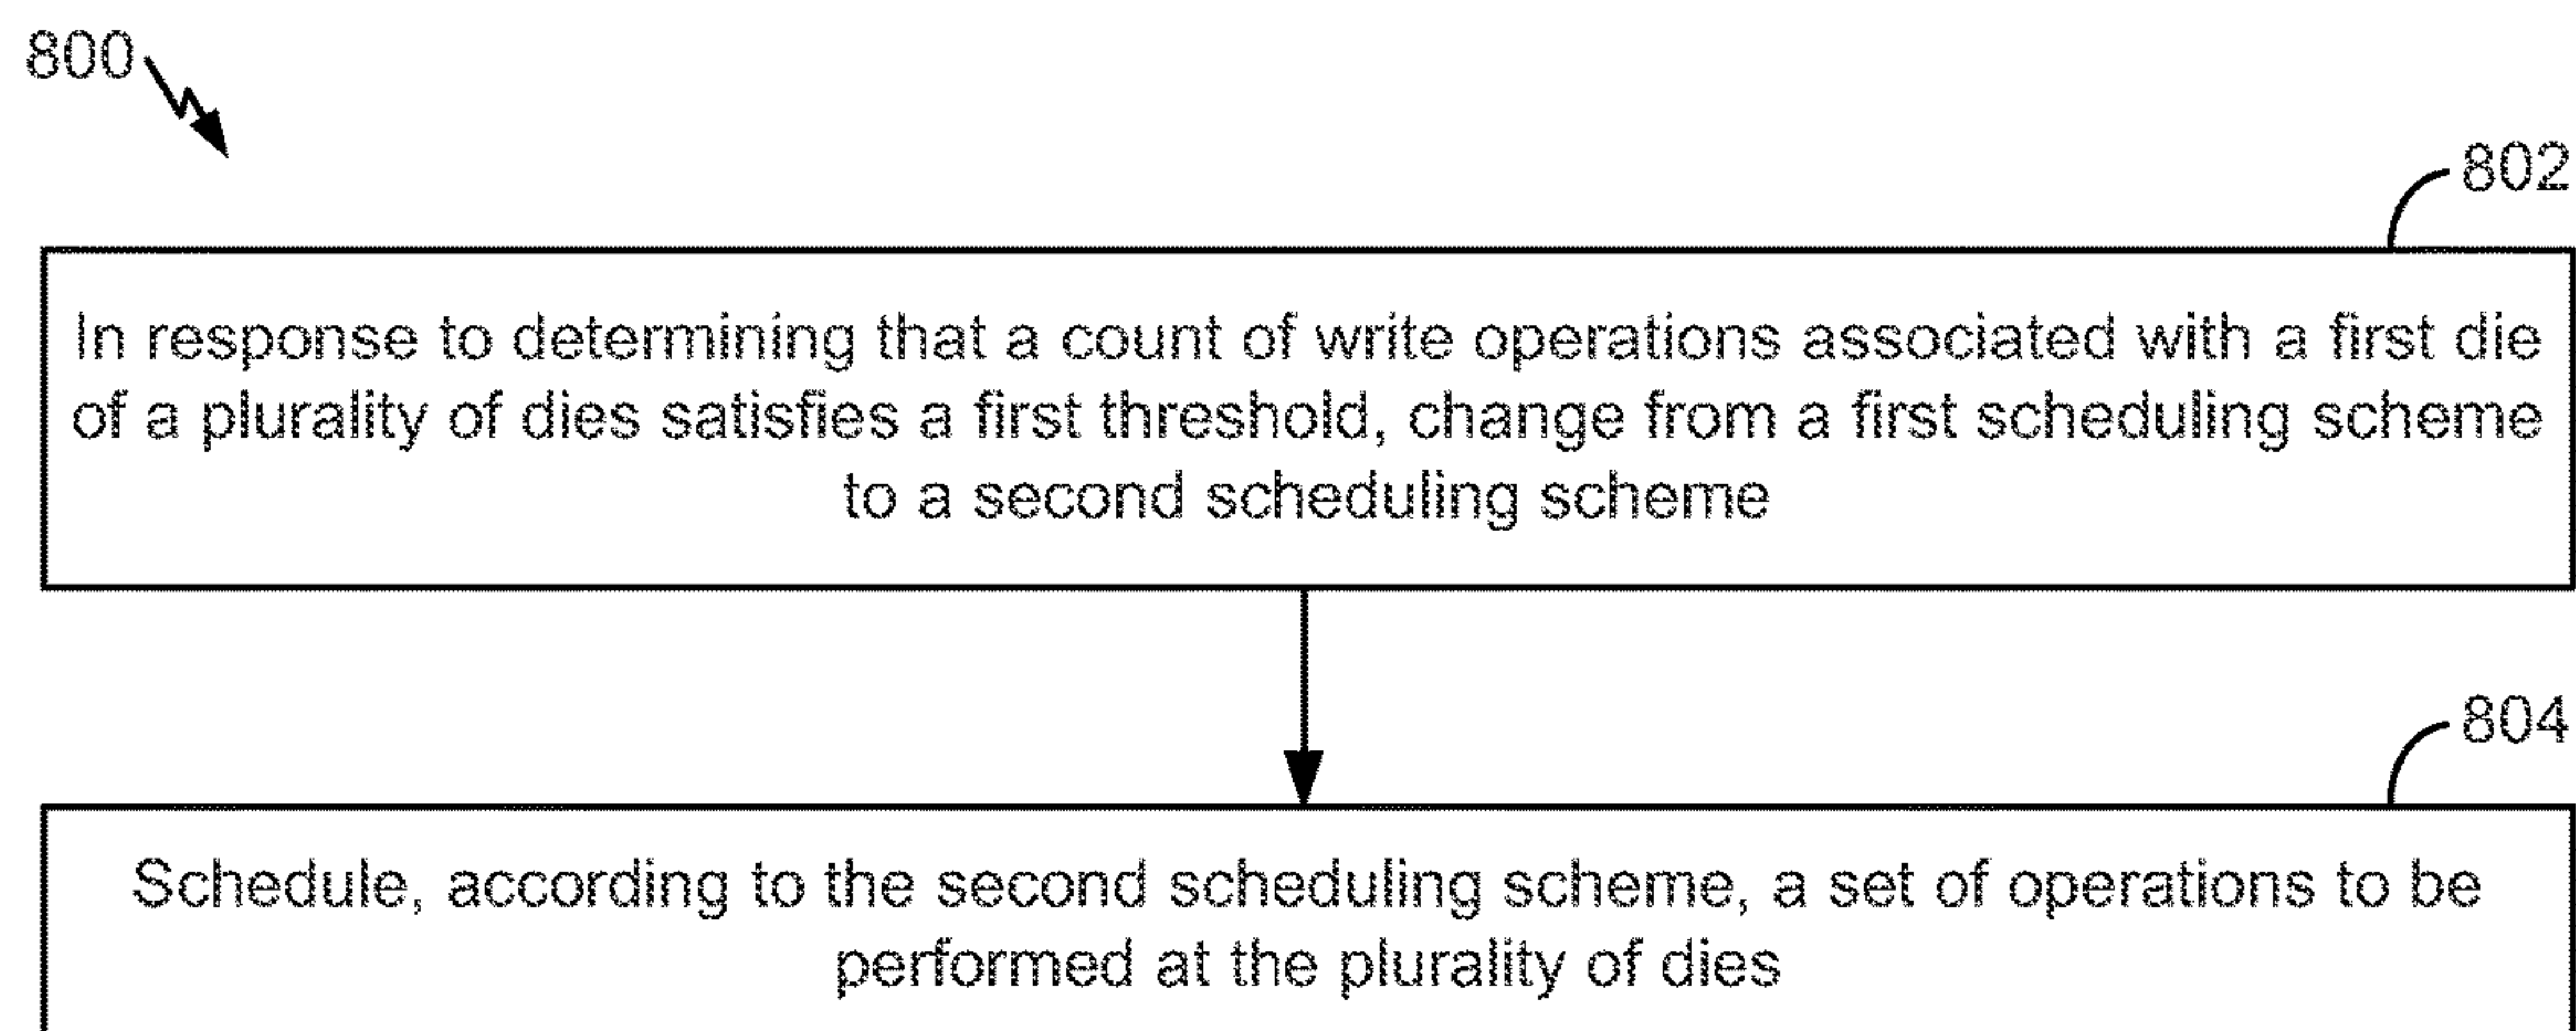 800
802
In response to determining that a count of write operations associated with a first die
of a plurality of dies satisfies a first threshold, change from a first scheduling scheme
to a second scheduling scheme
804
Schedule, according to the second scheduling scheme, a set of operations to be
performed at the plurality of dies